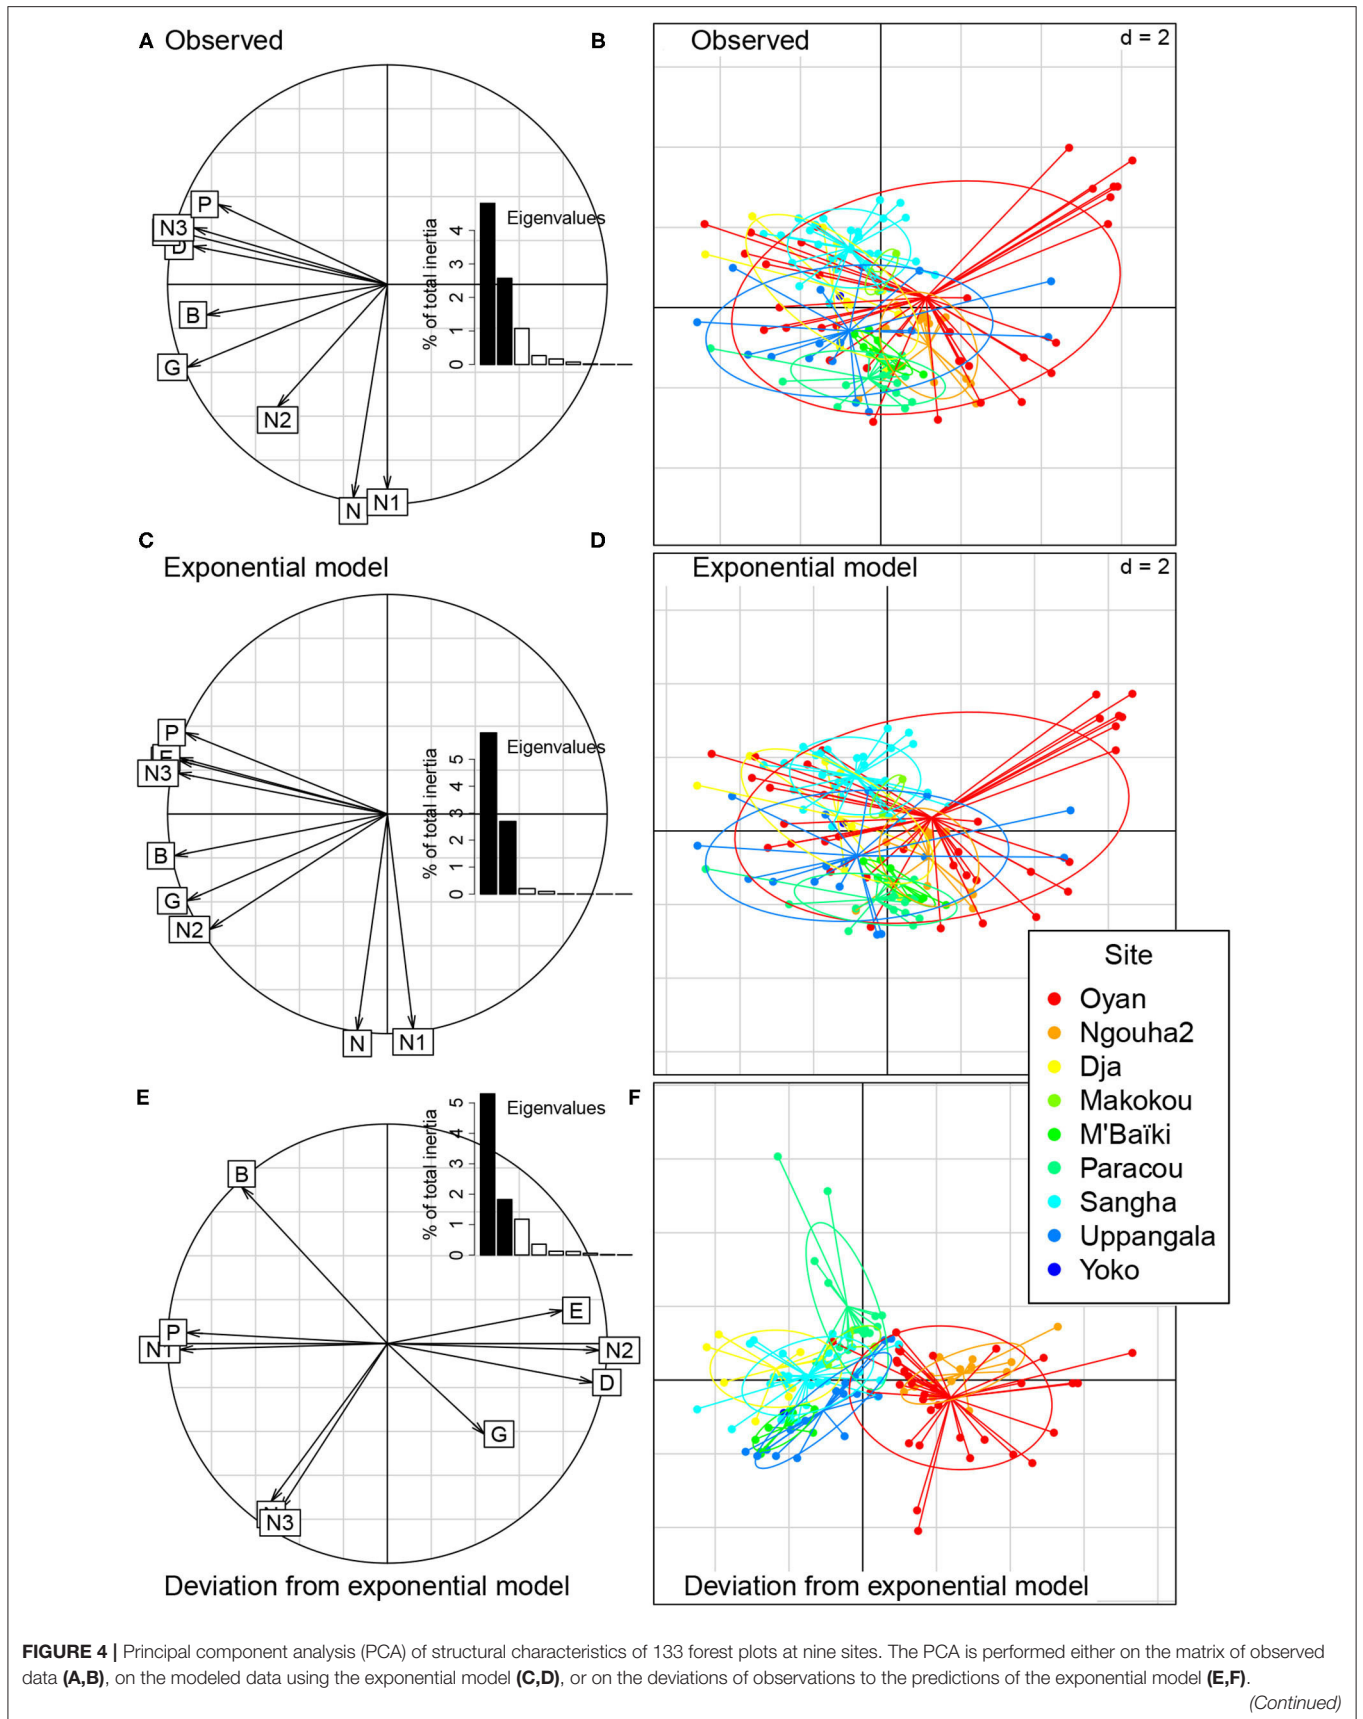 A Observed
P
N3
D
B
G
N2
N
N1
Eigenvalues
% of total inertia
4
3
2
1
0
B Observed
d = 2
C
Exponential model
P
E
N3
B
G
N2
N
N1
Eigenvalues
% of total inertia
5
4
3
2
1
0
D
Exponential model
d = 2
E
B
P
N1
E
N2
D
G
N3
Eigenvalues
% of total inertia
5
4
3
2
1
0
Deviation from exponential model
F
Deviation from exponential model
Site
Oyan
Ngouha2
Dja
Makokou
M'Baïki
Paracou
Sangha
Uppangala
Yoko
FIGURE 4 | Principal component analysis (PCA) of structural characteristics of 133 forest plots at nine sites. The PCA is performed either on the matrix of observed
data (A,B), on the modeled data using the exponential model (C,D), or on the deviations of observations to the predictions of the exponential model (E,F).
(Continued)